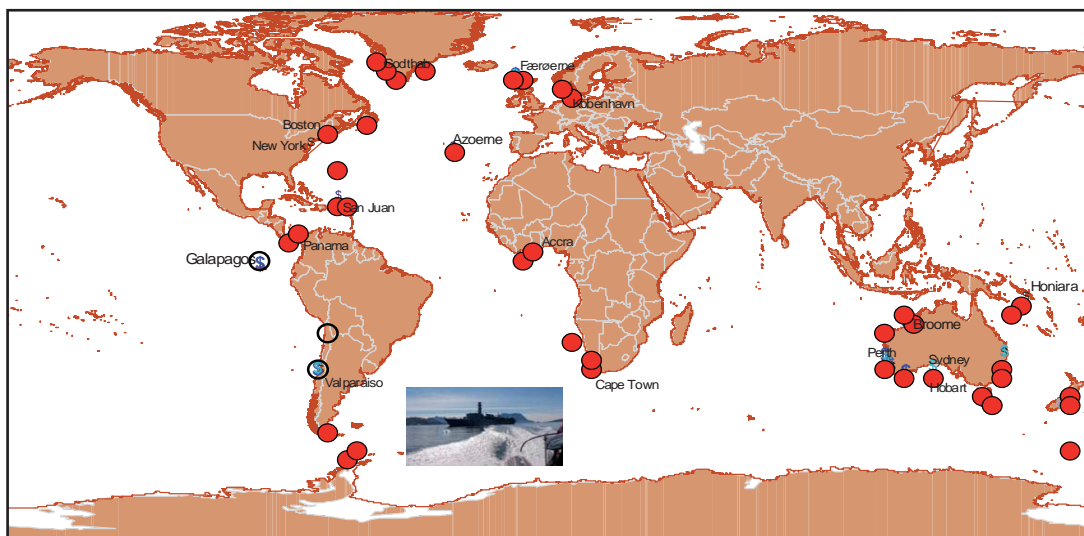 Godthab
Færøerne
København
Boston
New York
$
Azoerne
$
San Juan
Panama
Accra
Galapagos
$
Honiara
Broome
Perth
Sydney
$
$
Valparaiso
Hobart
Cape Town